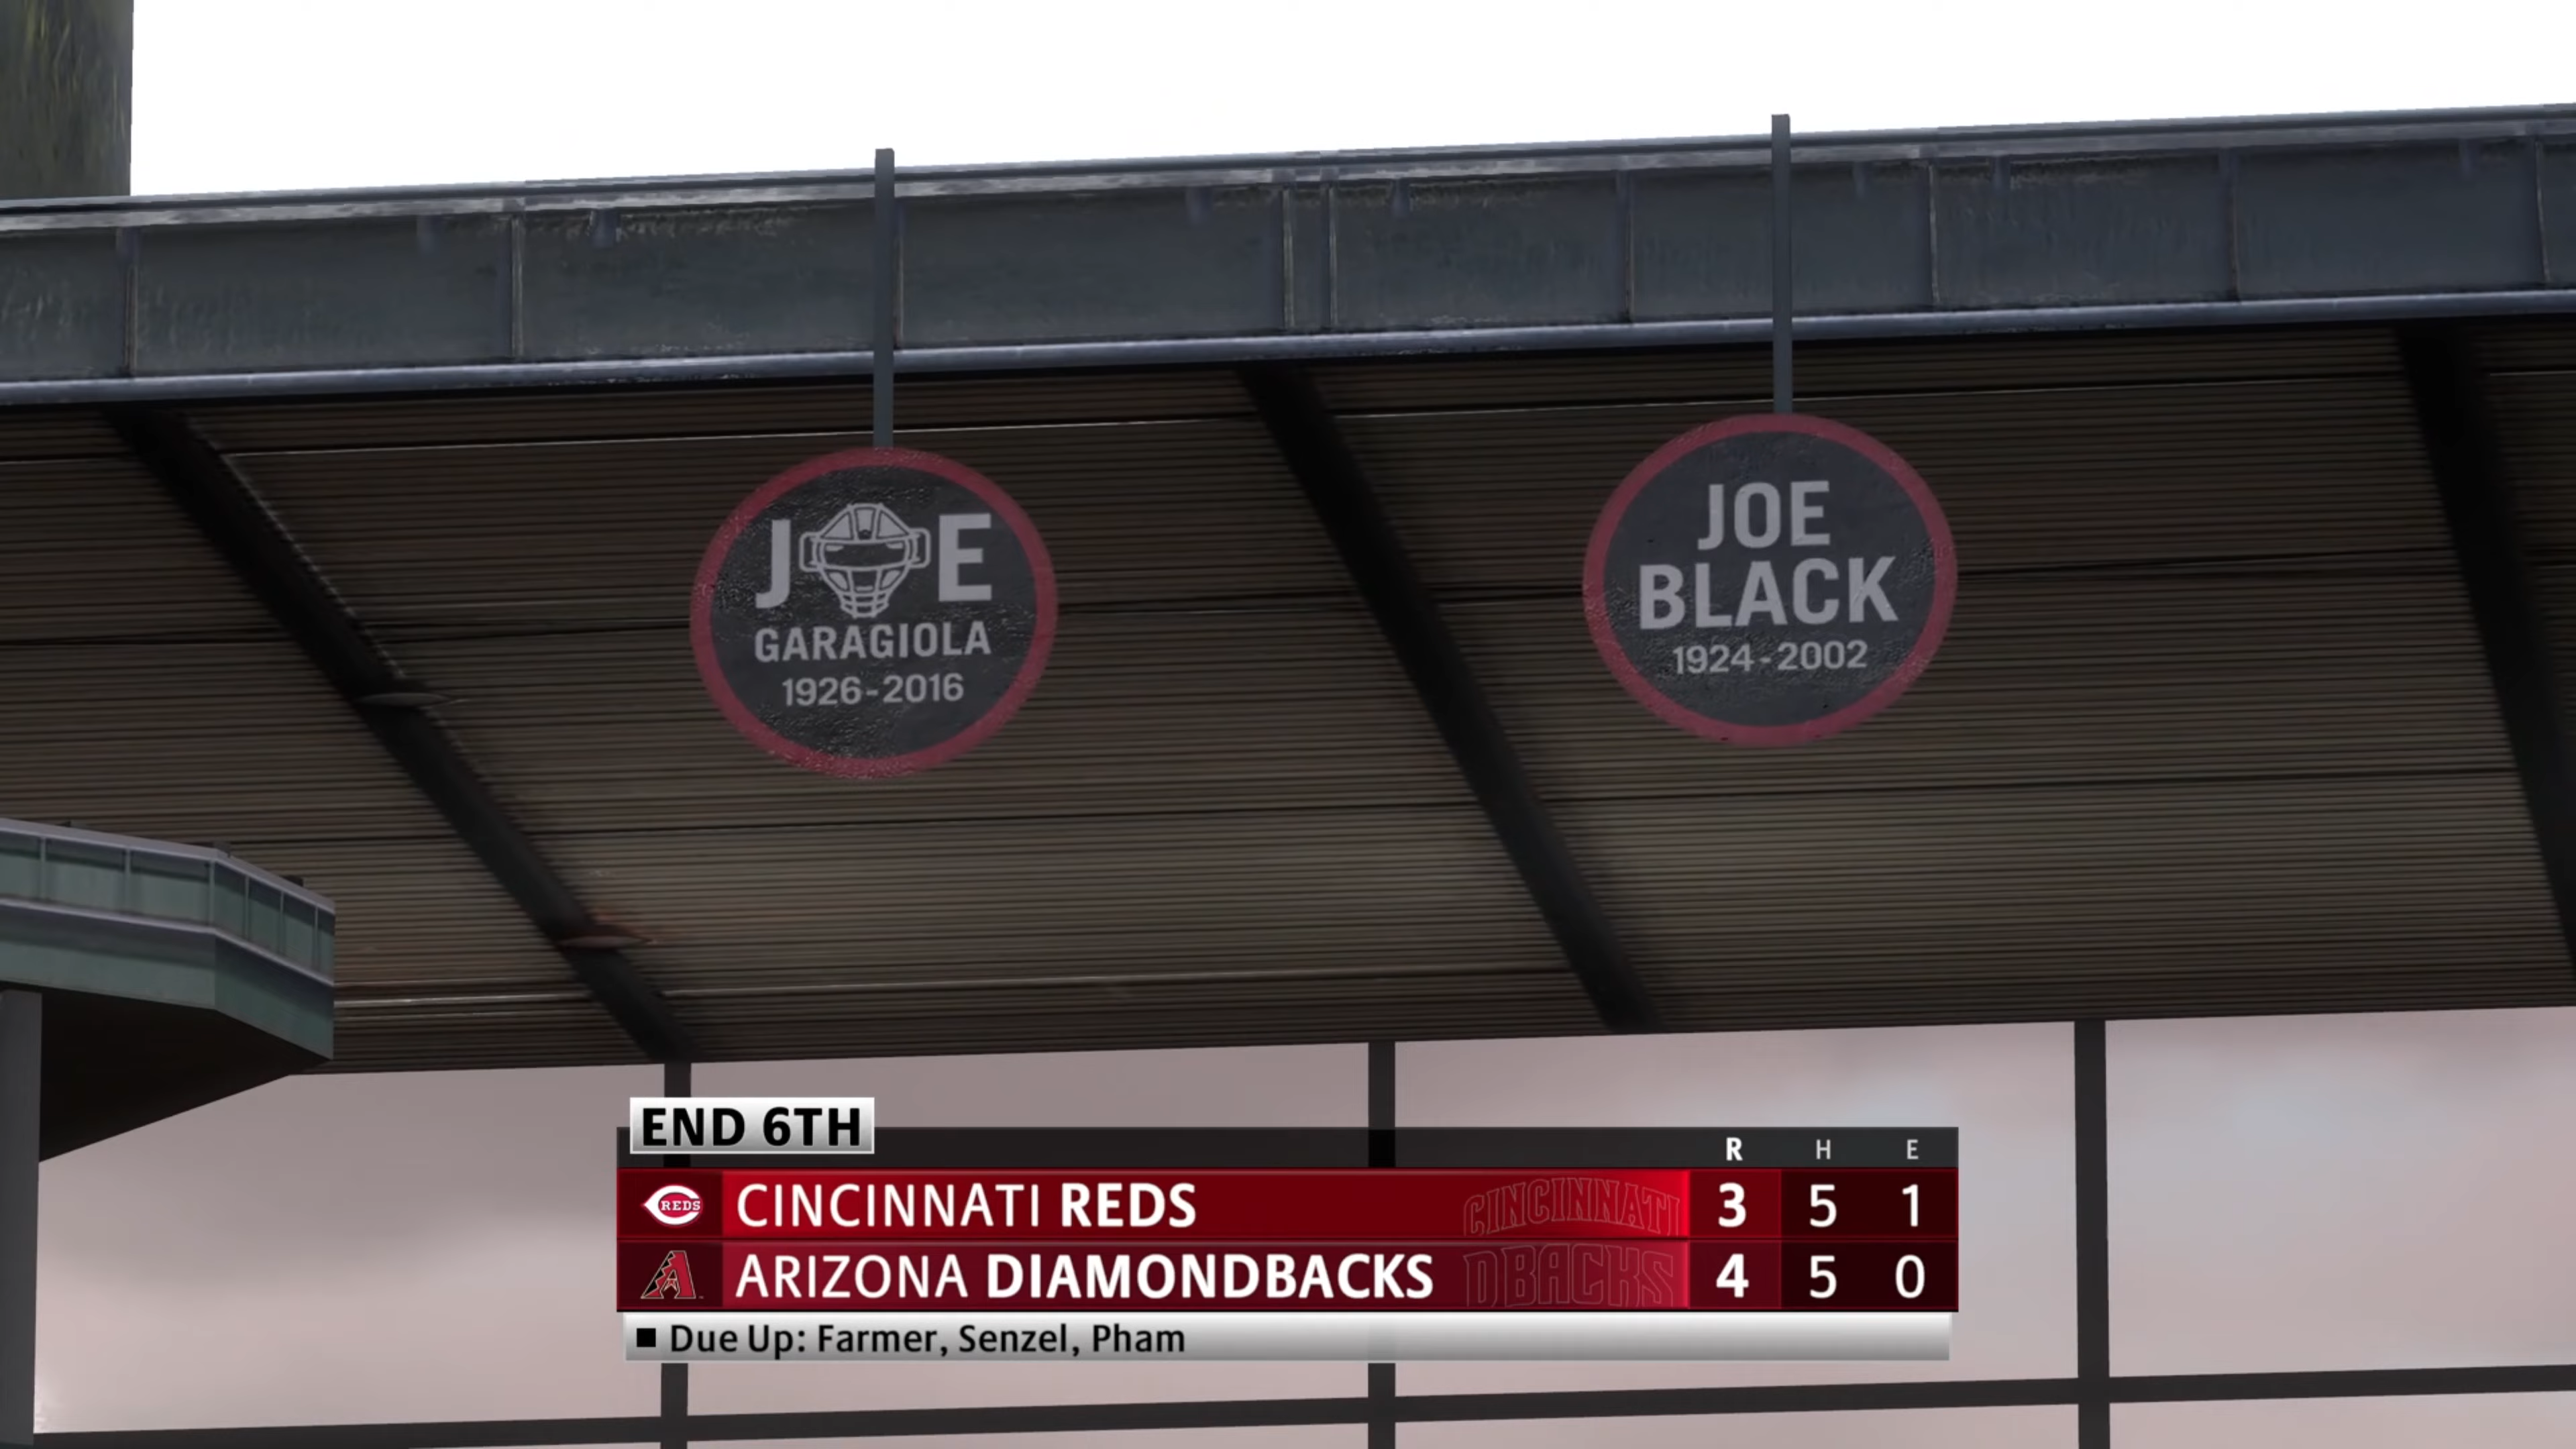 J E
GARAGIOLA
1926-2016
JOE
BLACK
1924-2002
END 6TH
R H E
REDS CINCINNATI REDS CINCINNATI 3 5 1
A ARIZONA DIAMONDBACKS DBACKS 4 5 0
■ Due Up: Farmer, Senzel, Pham